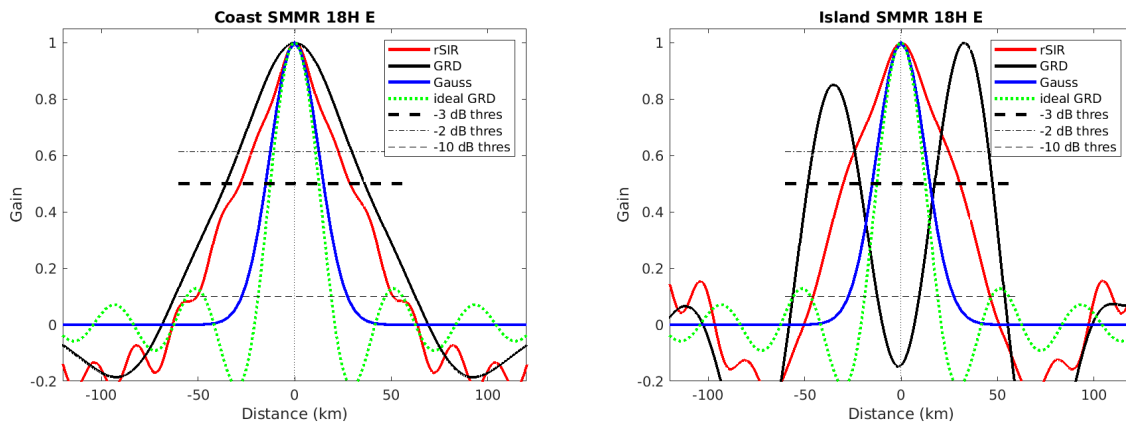 Coast SMMR 18H E
1
0.8
0.6
0.4
0.2
0
-0.2
Gain
-100
-50
0
50
100
Distance (km)
rSIR
GRD
Gauss
ideal GRD
-3 dB thres
-2 dB thres
-10 dB thres
Island SMMR 18H E
1
0.8
0.6
0.4
0.2
0
-0.2
Gain
-100
-50
0
50
100
Distance (km)
rSIR
GRD
Gauss
ideal GRD
-3 dB thres
-2 dB thres
-10 dB thres